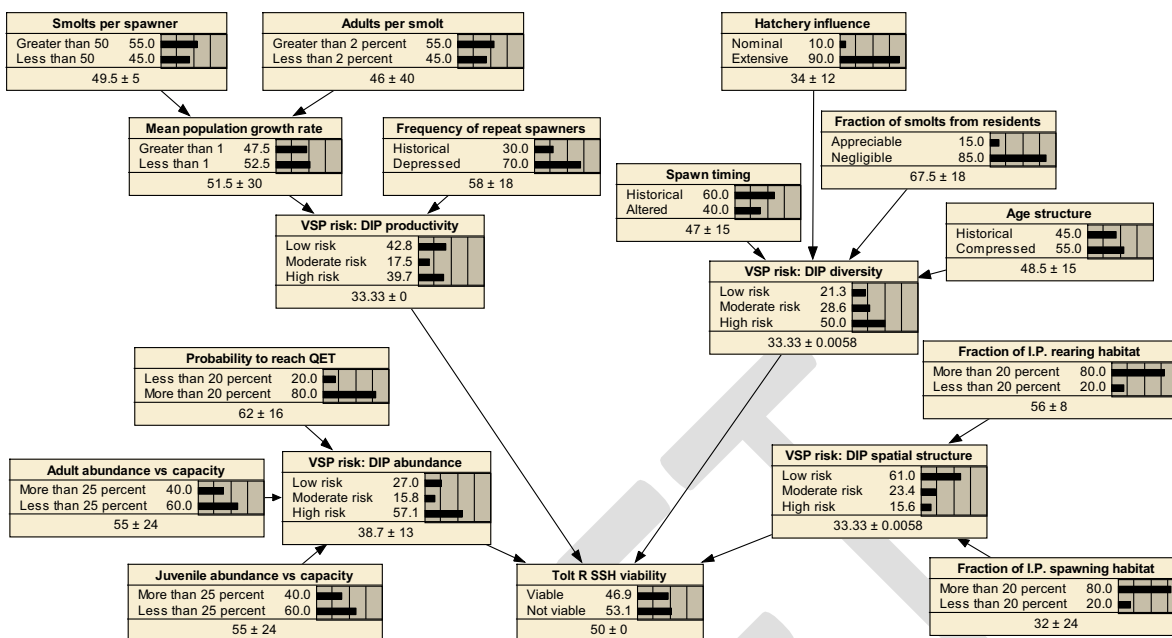 Smolts per spawner
Greater than 50 55.0
Less than 50 45.0
49.5 ± 5
Adults per smolt
Greater than 2 percent 55.0
Less than 2 percent 45.0
46 ± 40
Hatchery influence
Nominal 10.0
Extensive 90.0
34 ± 12
Mean population growth rate
Greater than 1 47.5
Less than 1 52.5
51.5 ± 30
Frequency of repeat spawners
Historical 30.0
Depressed 70.0
58 ± 18
Fraction of smolts from residents
Appreciable 15.0
Negligible 85.0
67.5 ± 18
Spawn timing
Historical 60.0
Altered 40.0
47 ± 15
Age structure
Historical 45.0
Compressed 55.0
48.5 ± 15
VSP risk: DIP productivity
Low risk 42.8
Moderate risk 17.5
High risk 39.7
33.33 ± 0
VSP risk: DIP diversity
Low risk 21.3
Moderate risk 28.6
High risk 50.0
33.33 ± 0.0058
Probability to reach QET
Less than 20 percent 20.0
More than 20 percent 80.0
62 ± 16
Fraction of I.P. rearing habitat
More than 20 percent 80.0
Less than 20 percent 20.0
56 ± 8
Adult abundance vs capacity
More than 25 percent 40.0
Less than 25 percent 60.0
55 ± 24
VSP risk: DIP abundance
Low risk 27.0
Moderate risk 15.8
High risk 57.1
38.7 ± 13
VSP risk: DIP spatial structure
Low risk 61.0
Moderate risk 23.4
High risk 15.6
33.33 ± 0.0058
Juvenile abundance vs capacity
More than 25 percent 40.0
Less than 25 percent 60.0
55 ± 24
Tolt R SSH viability
Viable 46.9
Not viable 53.1
50 ± 0
Fraction of I.P. spawning habitat
More than 20 percent 80.0
Less than 20 percent 20.0
32 ± 24